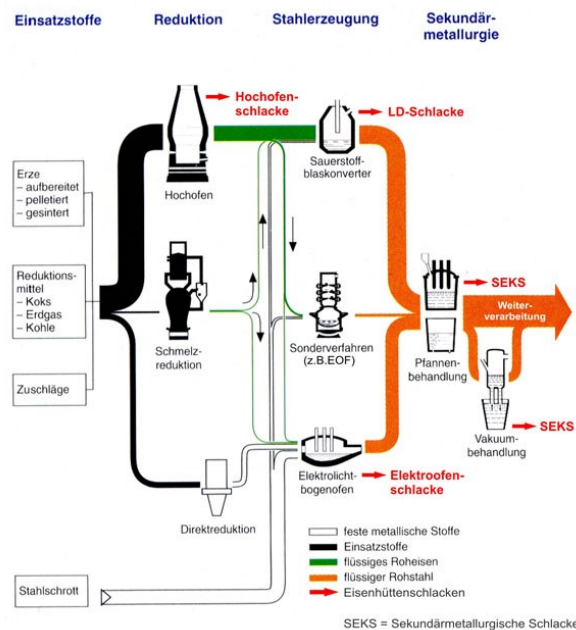 Einsatzstoffe
Reduktion
Stahlerzeugung
Sekundär-
metallurgie
Hochofen-
schlacke
LD-Schlacke
Hochofen
Sauerstoff-
blaskonverter
Erze
– aufbereitet
– pelletiert
– gesintert
Reduktions-
mittel
– Koks
– Erdgas
– Kohle
Zuschläge
Schmelz-
reduktion
Sonderverfahren
(z.B.EOF)
SEKS
Weiter-
verarbeitung
Pfannen-
behandlung
SEKS
Vakuum-
behandlung
Direktreduktion
Elektrolicht-
bogenofen
Elektroofen-
schlacke
Stahlschrott
feste metallische Stoffe
Einsatzstoffe
flüssiges Roheisen
flüssiger Rohstahl
Eisenhüttenschlacken
SEKS = Sekundärmetallurgische Schlacke